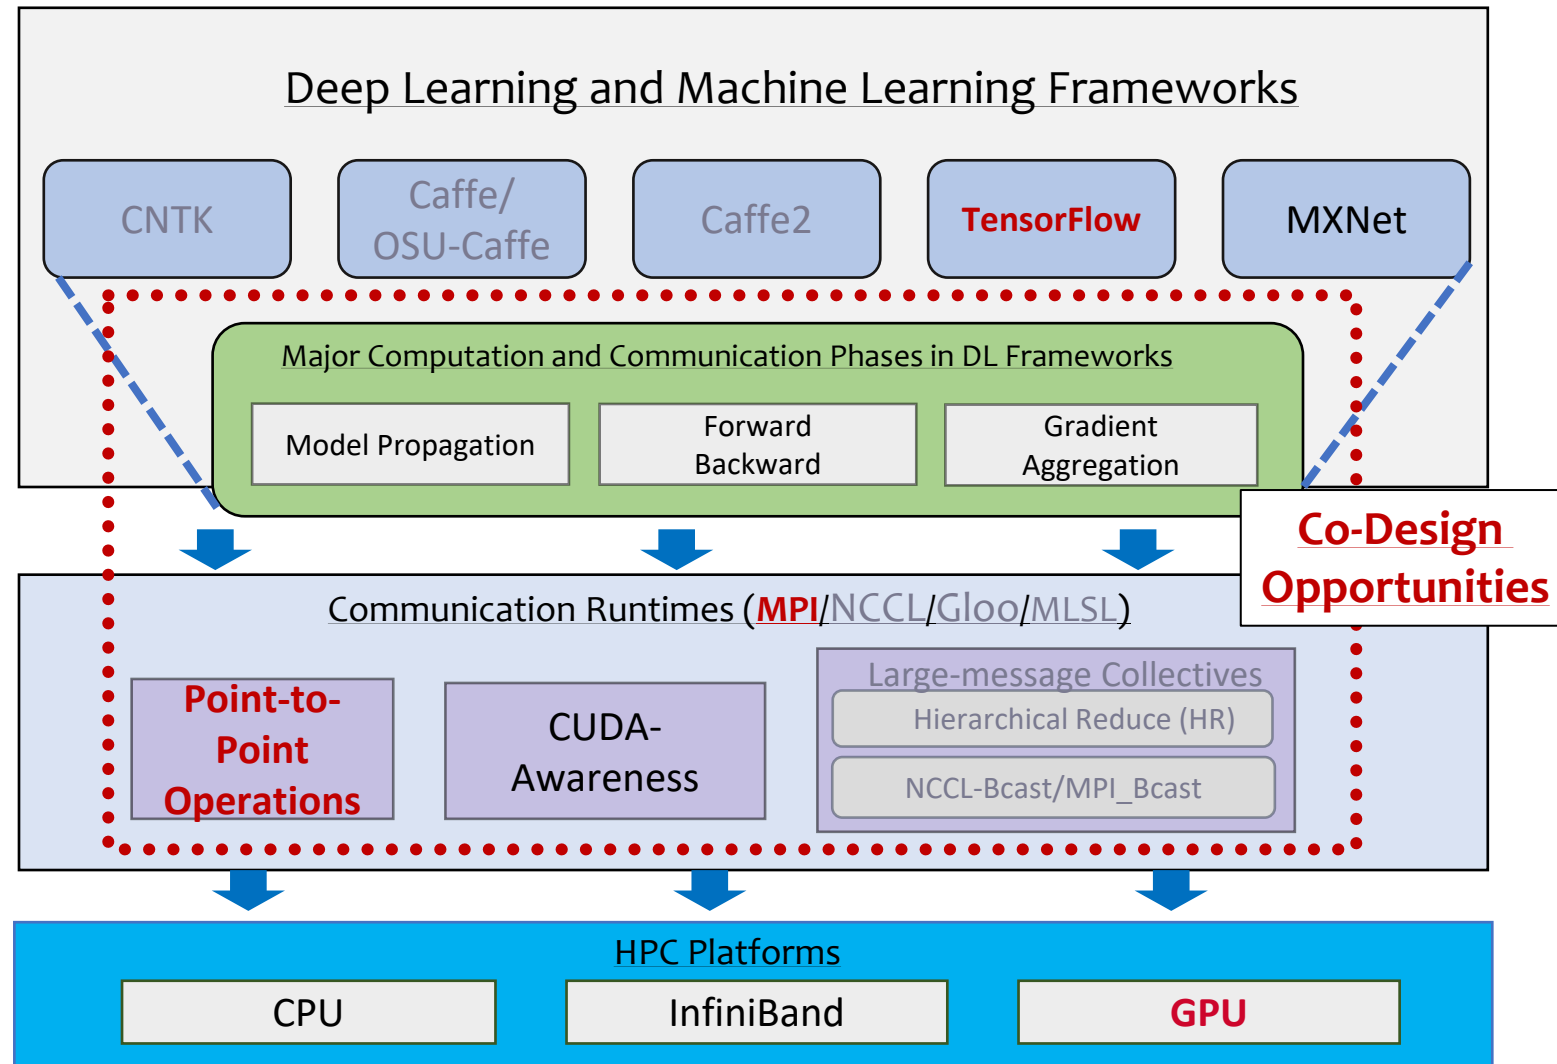 Deep Learning and Machine Learning Frameworks
CNTK
Caffe/
OSU-Caffe
Caffe2
TensorFlow
MXNet
Major Computation and Communication Phases in DL Frameworks
Model Propagation
Forward
Backward
Gradient
Aggregation
Co-Design
Opportunities
Communication Runtimes (MPI/NCCL/Gloo/MLSL)
Point-to-
Point
Operations
CUDA-
Awareness
Large-message Collectives
Hierarchical Reduce (HR)
NCCL-Bcast/MPI_Bcast
HPC Platforms
CPU
InfiniBand
GPU